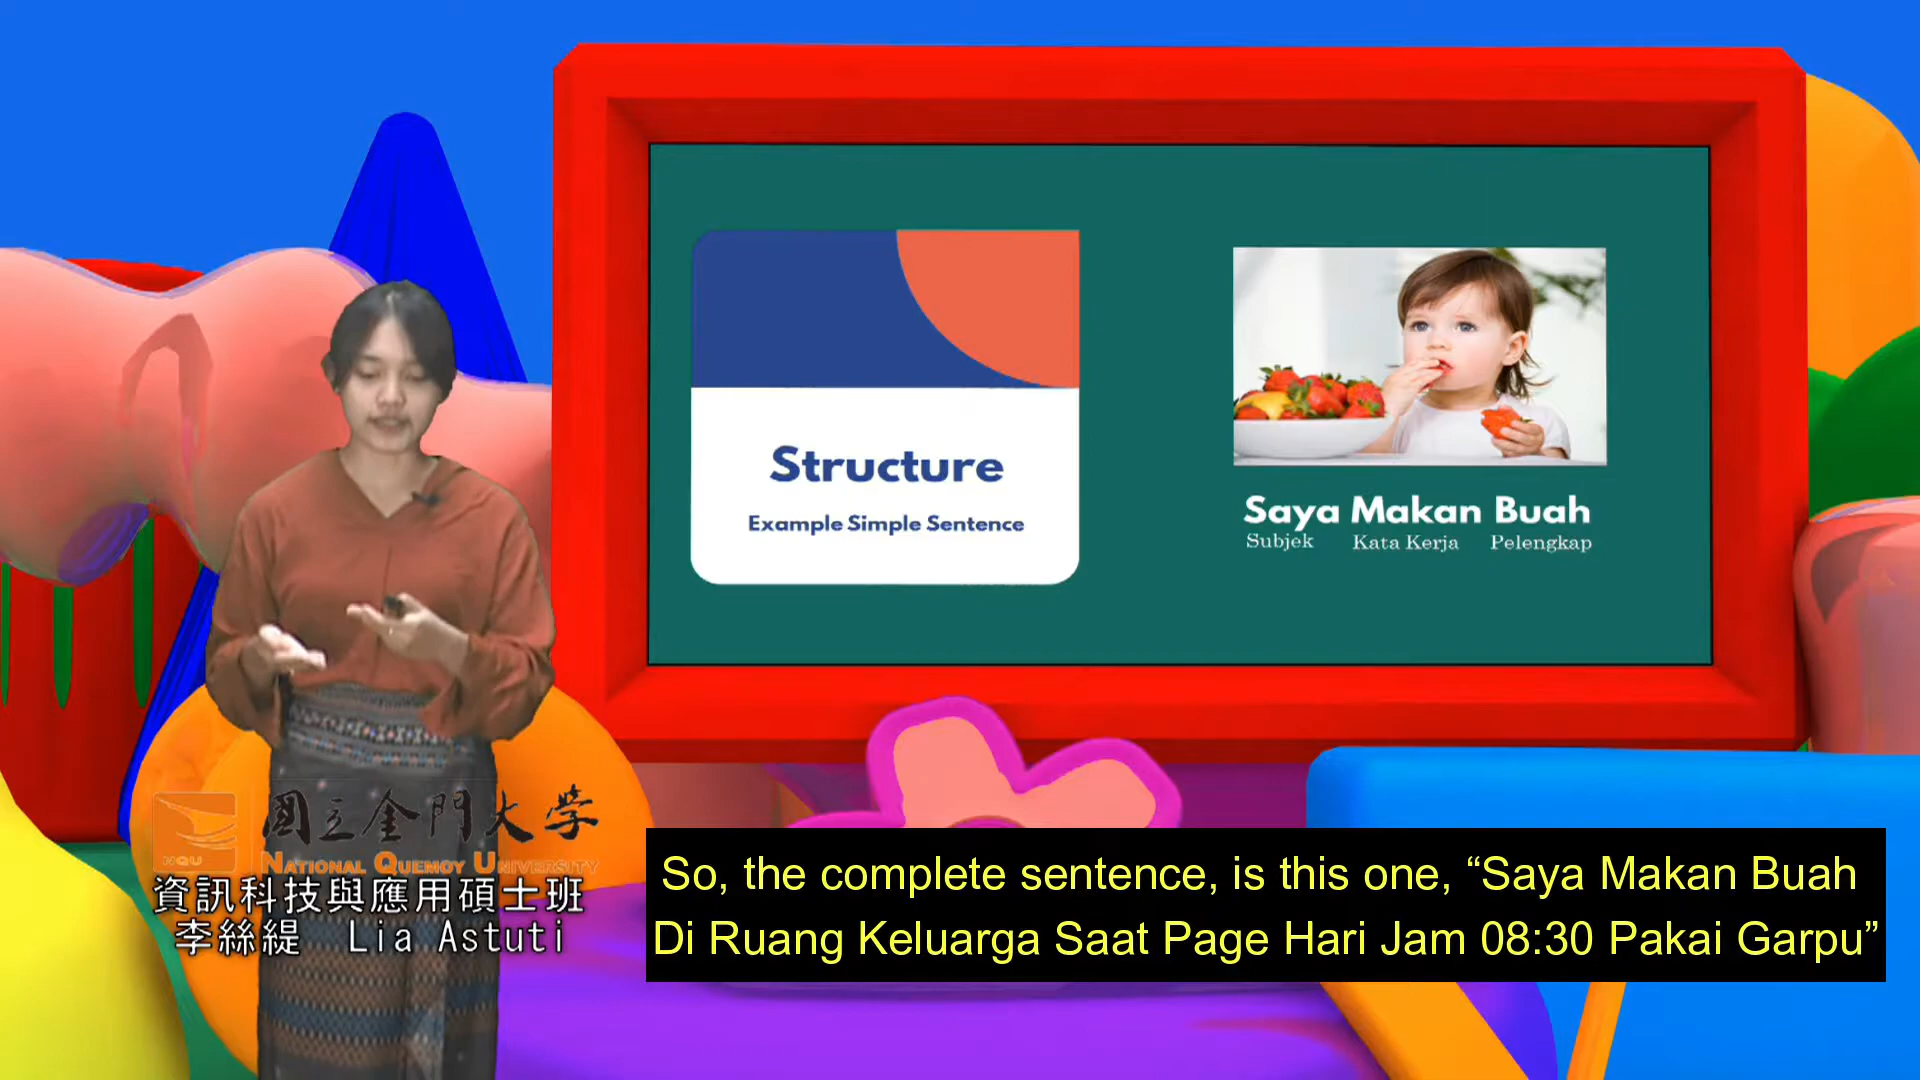 Structure
Example Simple Sentence
Saya Makan Buah
Subjek Kata Kerja Pelengkap
NQU
國立金門大學
NATIONAL QUEMOY UNIVERSITY
資訊科技與應用碩士班
李絲緹 Lia Astuti
So, the complete sentence, is this one, “Saya Makan Buah
Di Ruang Keluarga Saat Page Hari Jam 08:30 Pakai Garpu”